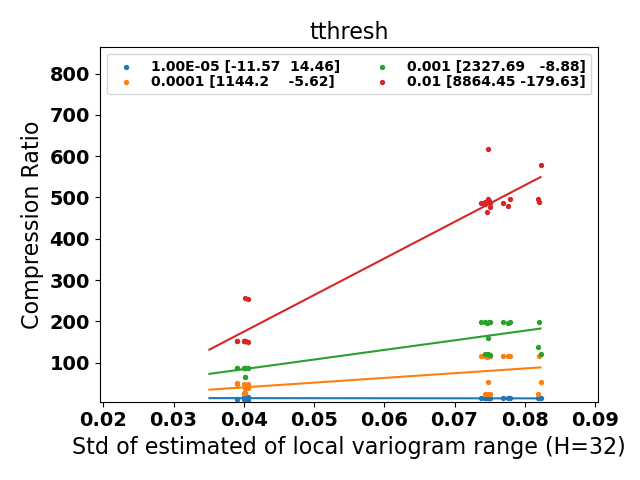 tthresh
1.00E-05 [-11.57  14.46]
0.0001 [1144.2    -5.62]
0.001 [2327.69   -8.88]
0.01 [8864.45 -179.63]
Compression Ratio
800
700
600
500
400
300
200
100
0.02 0.03 0.04 0.05 0.06 0.07 0.08 0.09
Std of estimated of local variogram range (H=32)